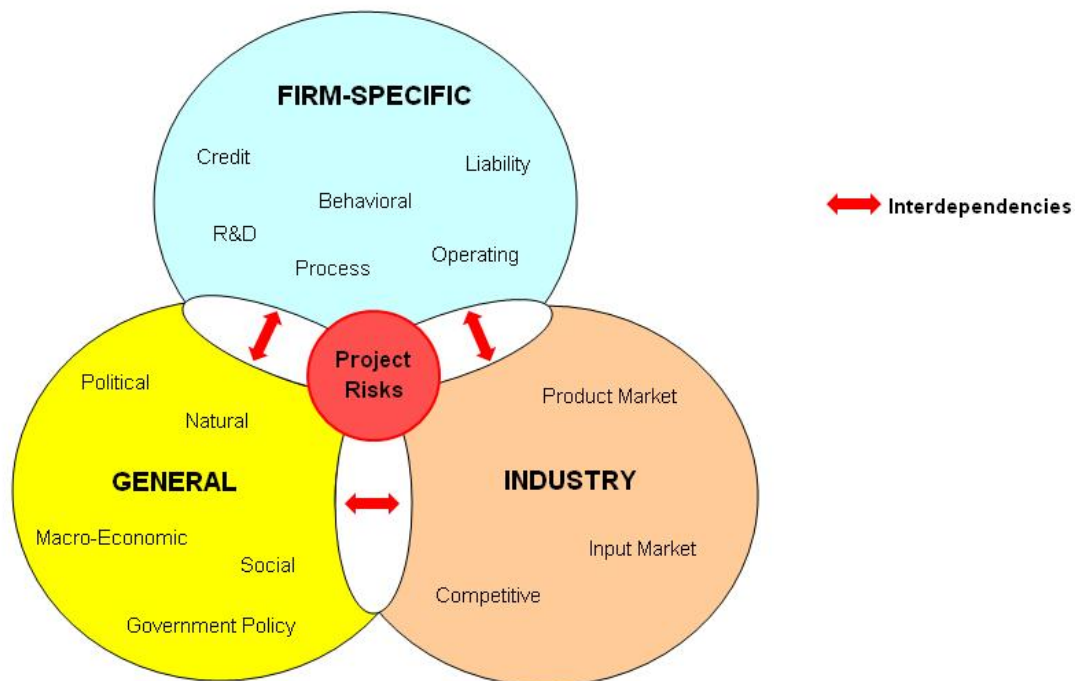 FIRM-SPECIFIC
Credit
Liability
Behavioral
R&D
Operating
Process
Interdependencies
Project
Risks
Political
Natural
GENERAL
Macro-Economic
Social
Government Policy
Product Market
INDUSTRY
Input Market
Competitive